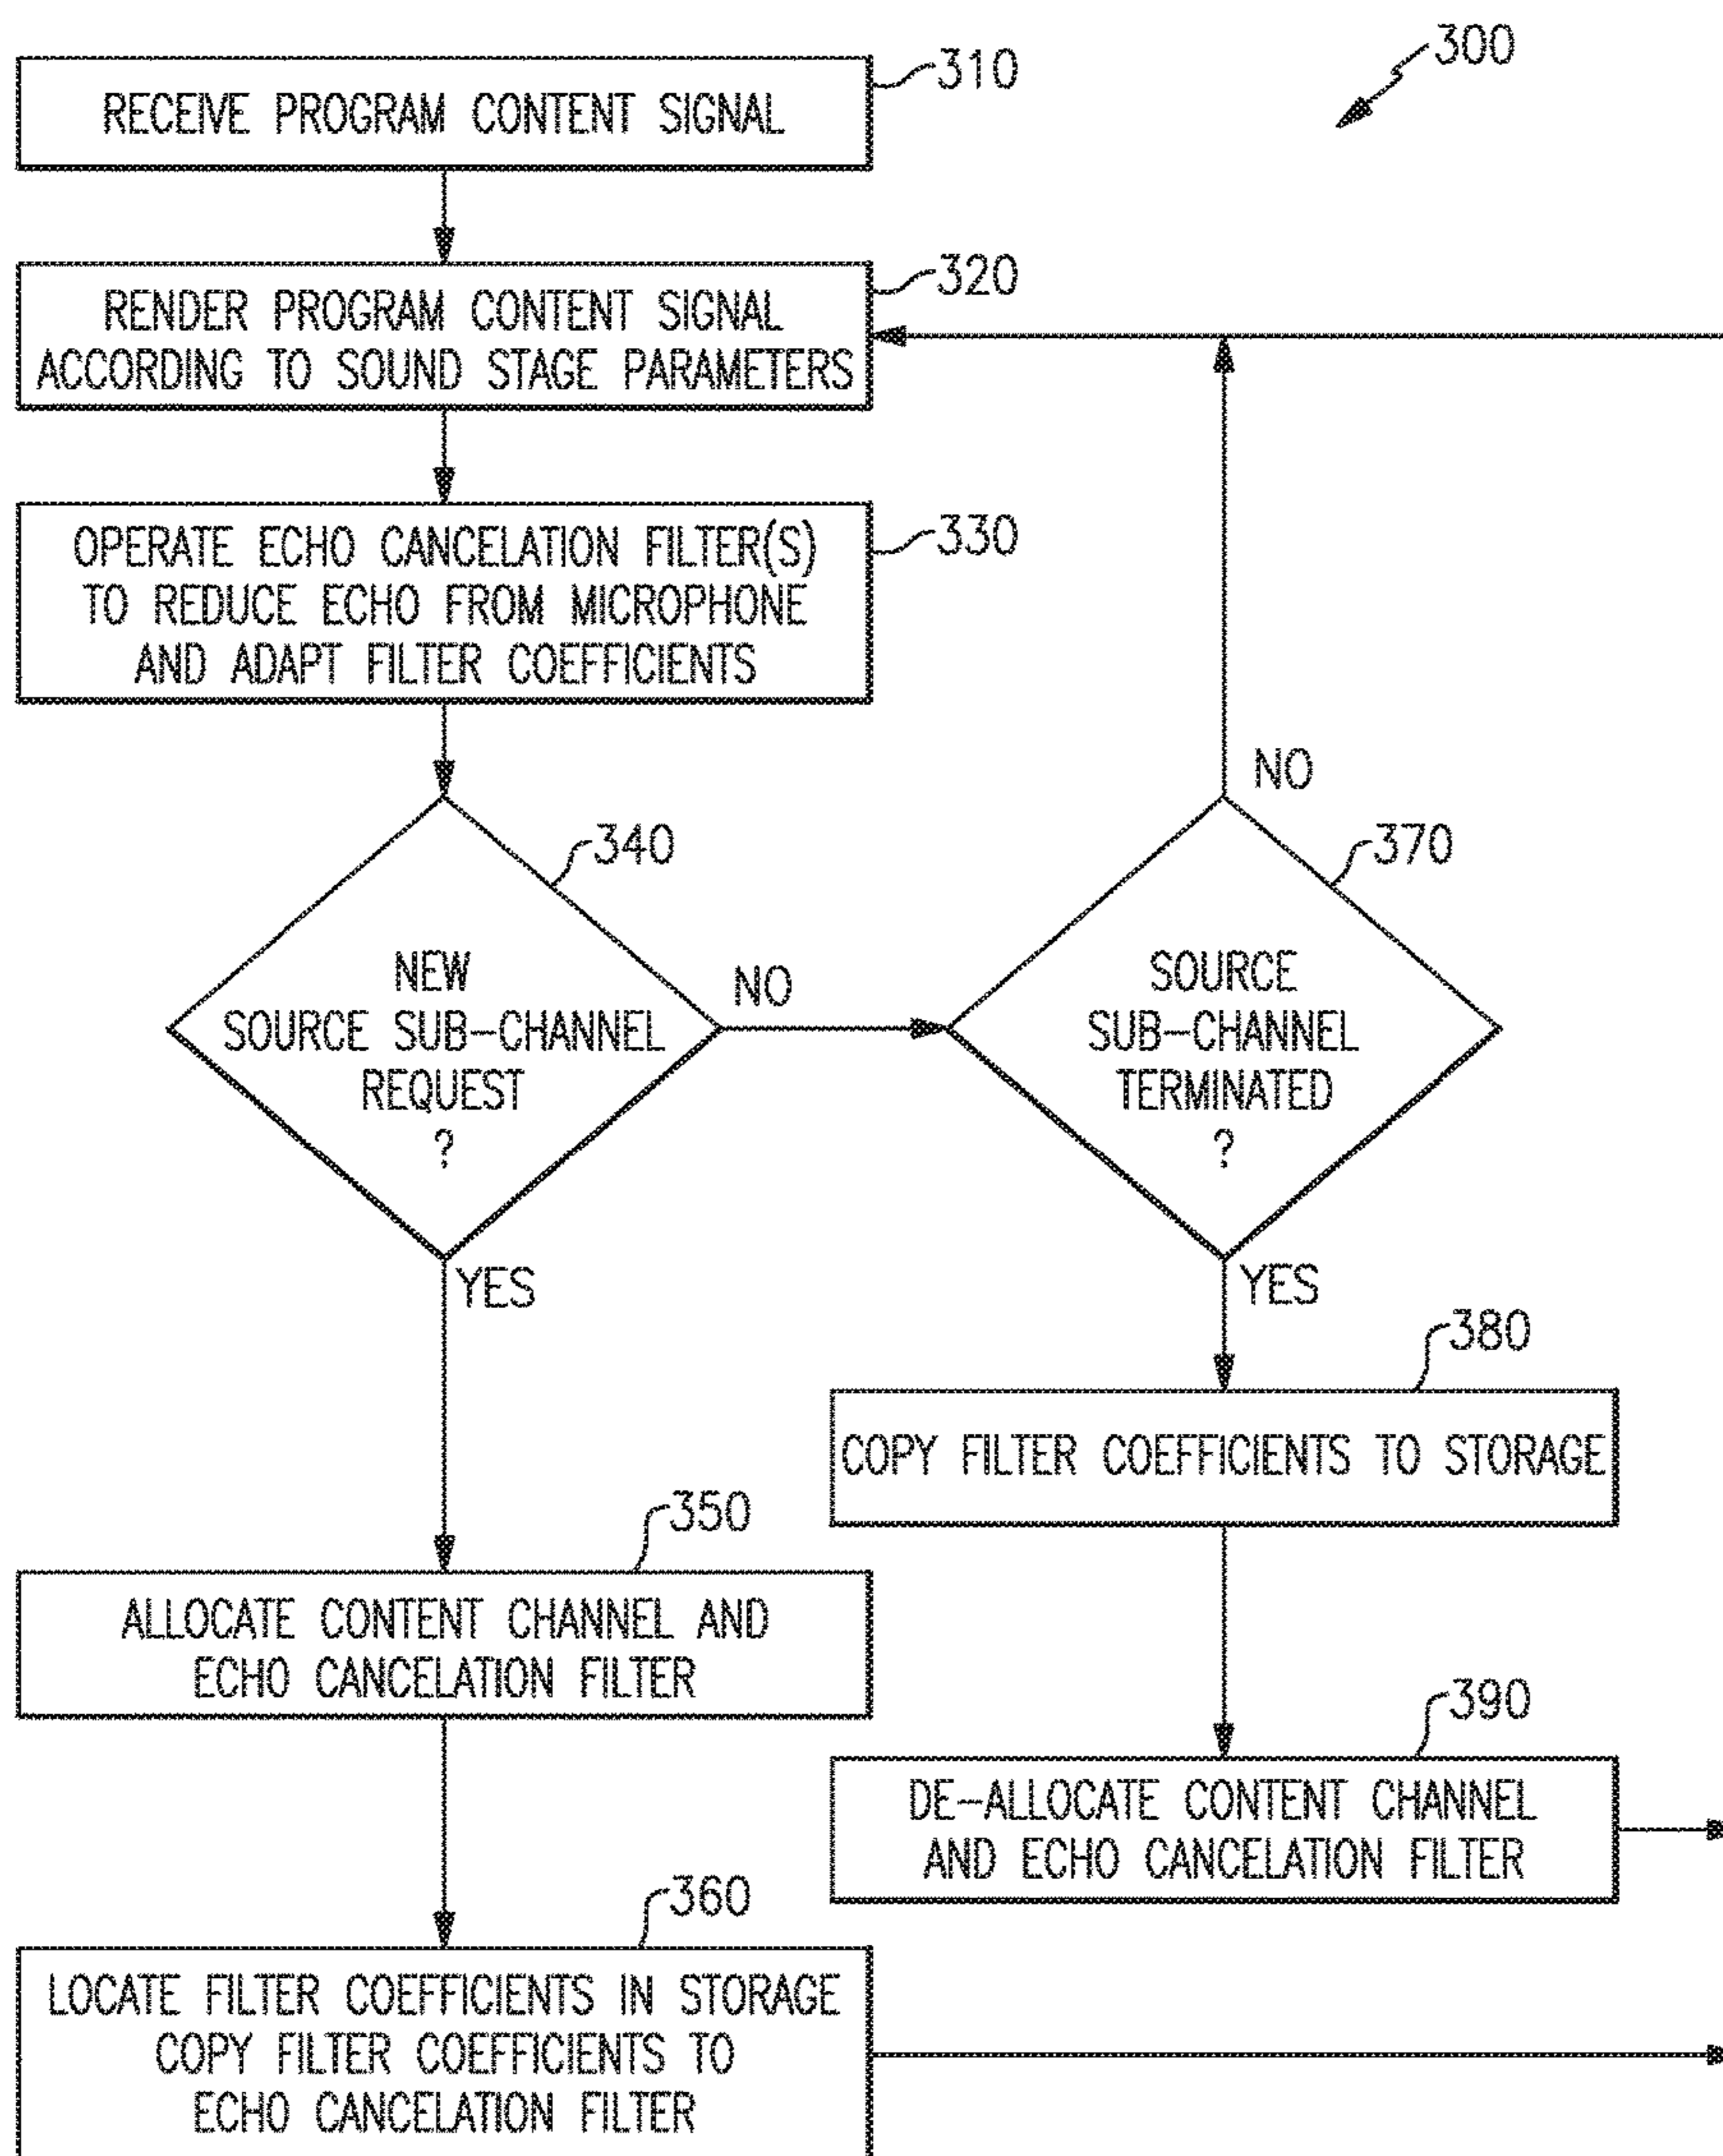 300
310
RECEIVE PROGRAM CONTENT SIGNAL
320
RENDER PROGRAM CONTENT SIGNAL
ACCORDING TO SOUND STAGE PARAMETERS
330
OPERATE ECHO CANCELATION FILTER(S)
TO REDUCE ECHO FROM MICROPHONE
AND ADAPT FILTER COEFFICIENTS
340
NEW
SOURCE SUB-CHANNEL
REQUEST
?
NO
YES
370
SOURCE
SUB-CHANNEL
TERMINATED
?
NO
YES
350
ALLOCATE CONTENT CHANNEL AND
ECHO CANCELATION FILTER
360
LOCATE FILTER COEFFICIENTS IN STORAGE
COPY FILTER COEFFICIENTS TO
ECHO CANCELATION FILTER
380
COPY FILTER COEFFICIENTS TO STORAGE
390
DE-ALLOCATE CONTENT CHANNEL
AND ECHO CANCELATION FILTER